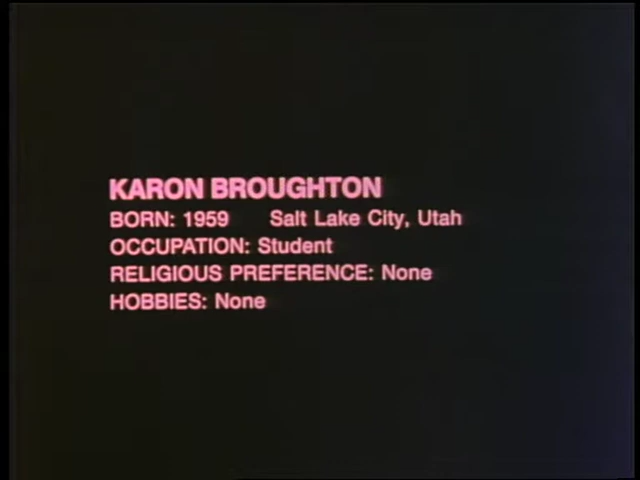 KARON BROUGHTON
BORN: 1959 Salt Lake City, Utah
OCCUPATION: Student
RELIGIOUS PREFERENCE: None
HOBBIES: None